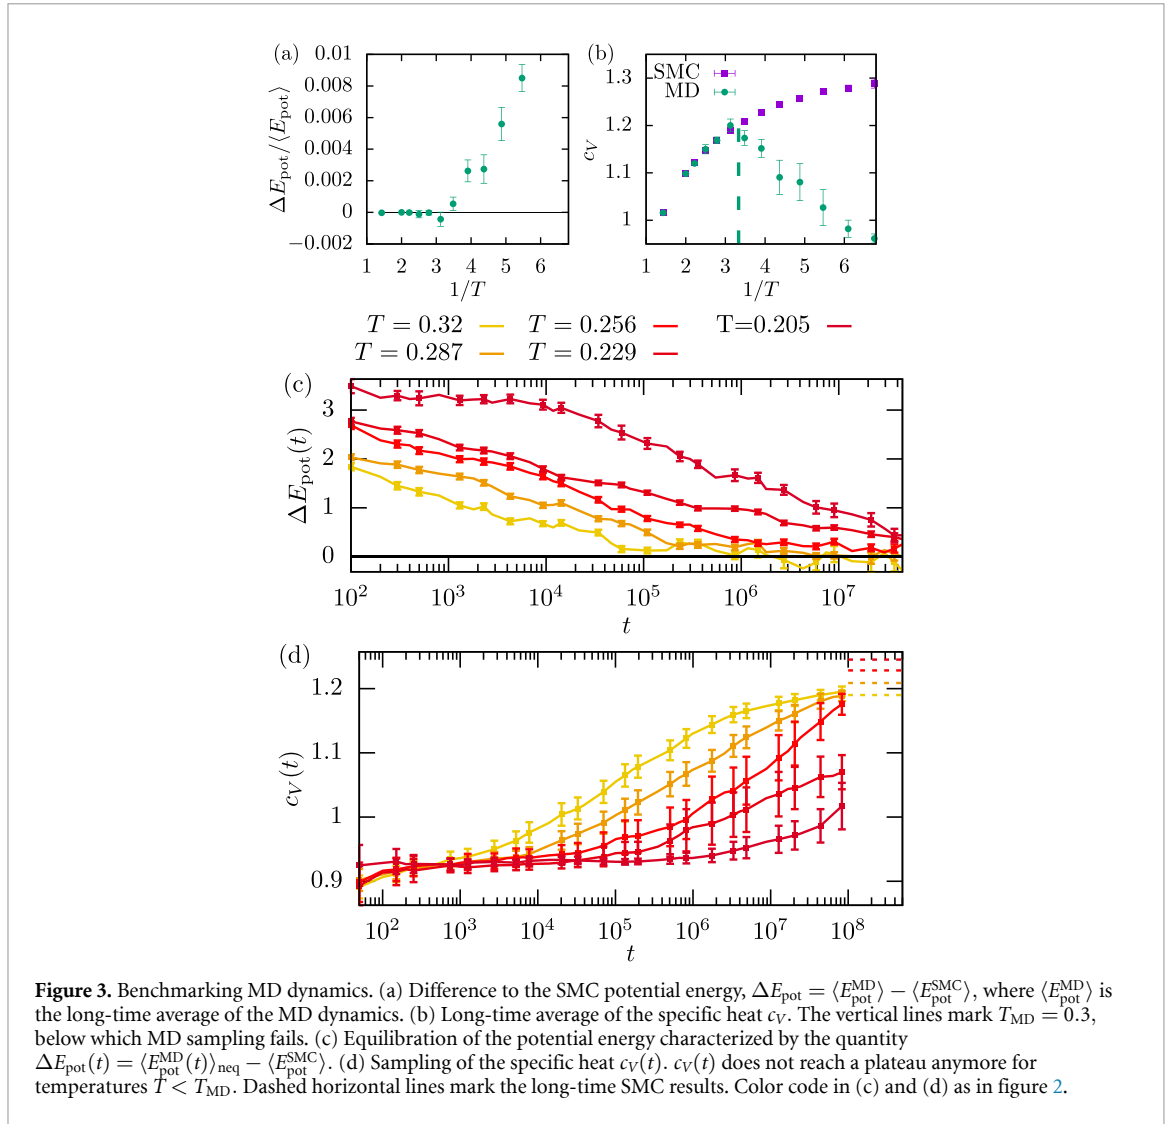 (a)
0.01
0.008
0.006
0.004
0.002
0
−0.002
ΔE_pot/⟨E_pot⟩
1 2 3 4 5 6
1/T
(b)
SMC
MD
1.3
1.2
1.1
1
c_V
1 2 3 4 5 6
1/T
T = 0.32 T = 0.256 T=0.205
T = 0.287 T = 0.229
(c)
3
2
1
0
ΔE_pot(t)
10^2 10^3 10^4 10^5 10^6 10^7
t
(d)
1.2
1.1
1
0.9
c_V(t)
10^2 10^3 10^4 10^5 10^6 10^7 10^8
t
Figure 3. Benchmarking MD dynamics. (a) Difference to the SMC potential energy, ΔE_pot = ⟨E_pot^MD⟩ − ⟨E_pot^SMC⟩, where ⟨E_pot^MD⟩ is
the long-time average of the MD dynamics. (b) Long-time average of the specific heat c_V. The vertical lines mark T_MD = 0.3,
below which MD sampling fails. (c) Equilibration of the potential energy characterized by the quantity
ΔE_pot(t) = ⟨E_pot^MD(t)⟩_neq − ⟨E_pot^SMC⟩. (d) Sampling of the specific heat c_V(t). c_V(t) does not reach a plateau anymore for
temperatures T < T_MD. Dashed horizontal lines mark the long-time SMC results. Color code in (c) and (d) as in figure 2.